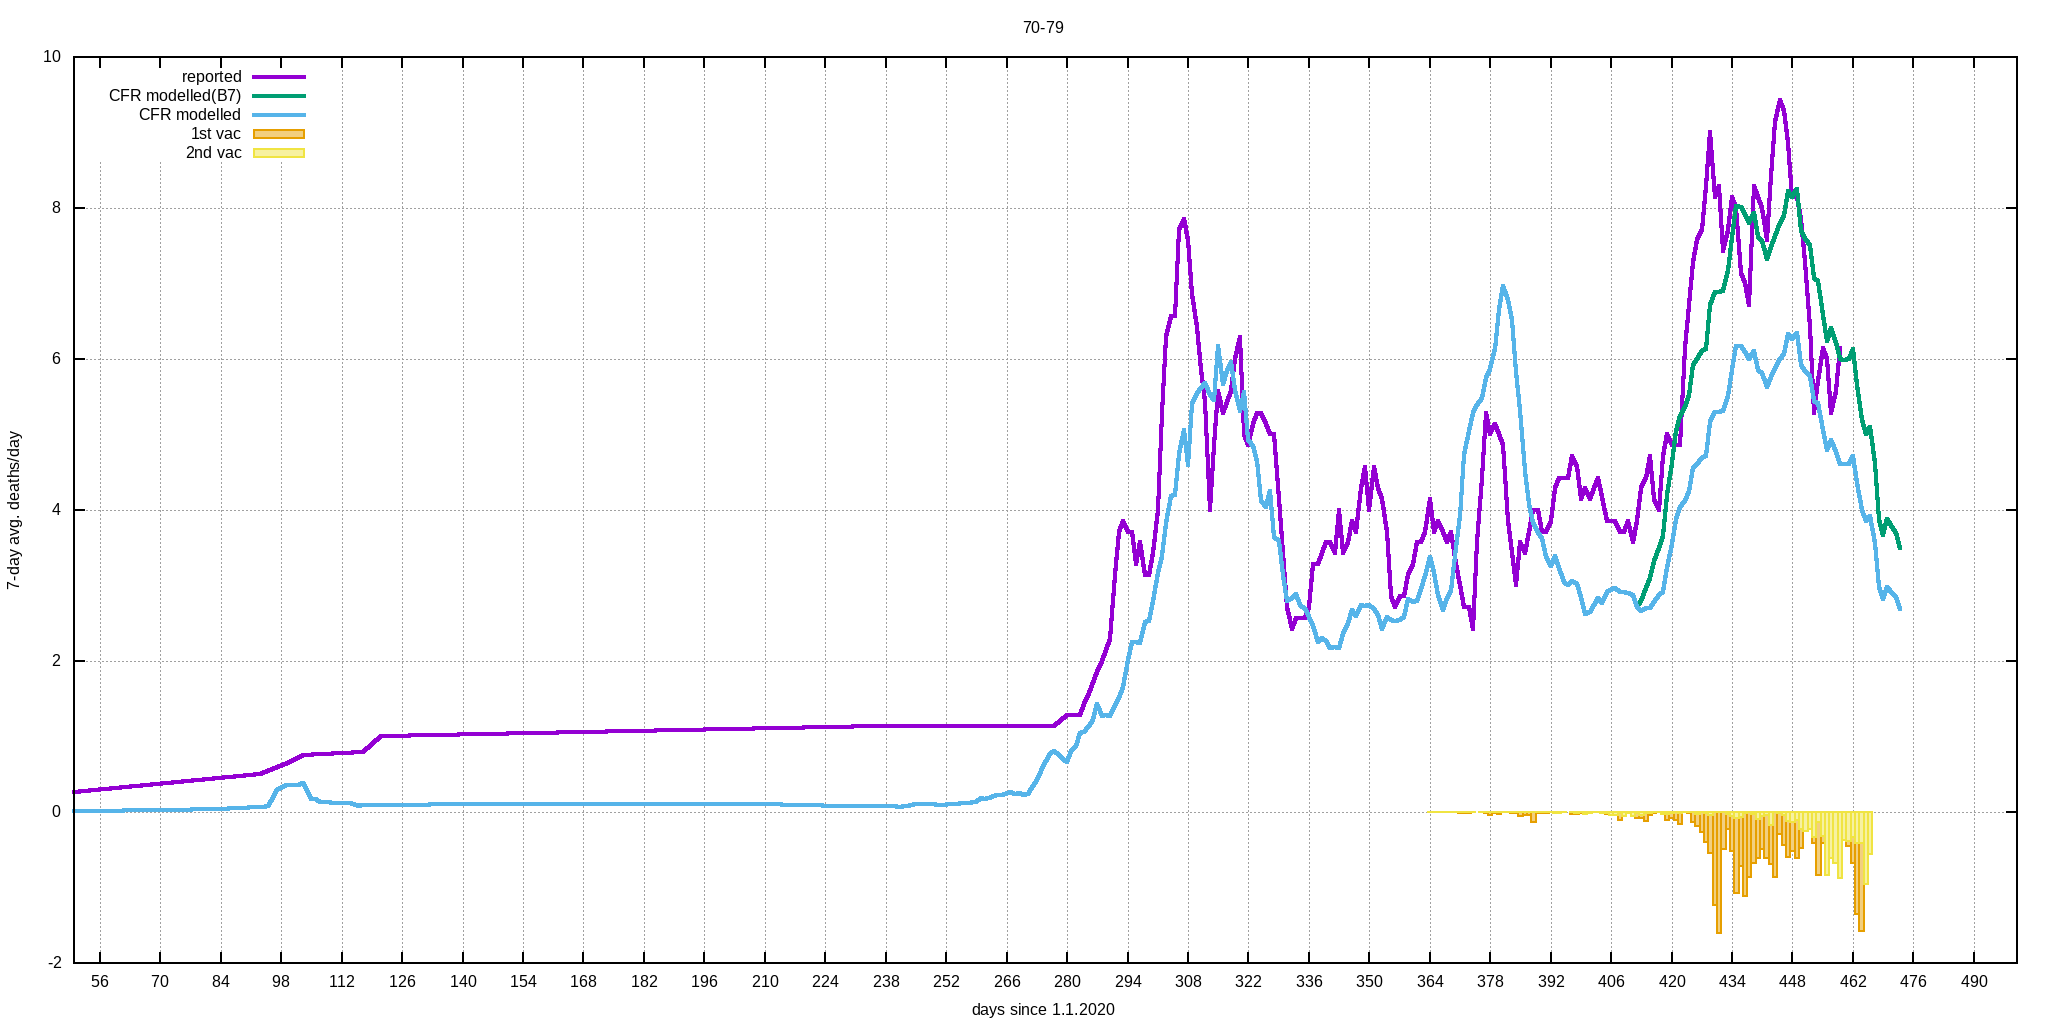 70-79
10
8
6
4
2
0
-2
reported
CFR modelled(B7)
CFR modelled
1st vac
2nd vac
7-day avg. deaths/day
56 70 84 98 112 126 140 154 168 182 196 210 224 238 252 266 280 294 308 322 336 350 364 378 392 406 420 434 448 462 476 490
days since 1.1.2020